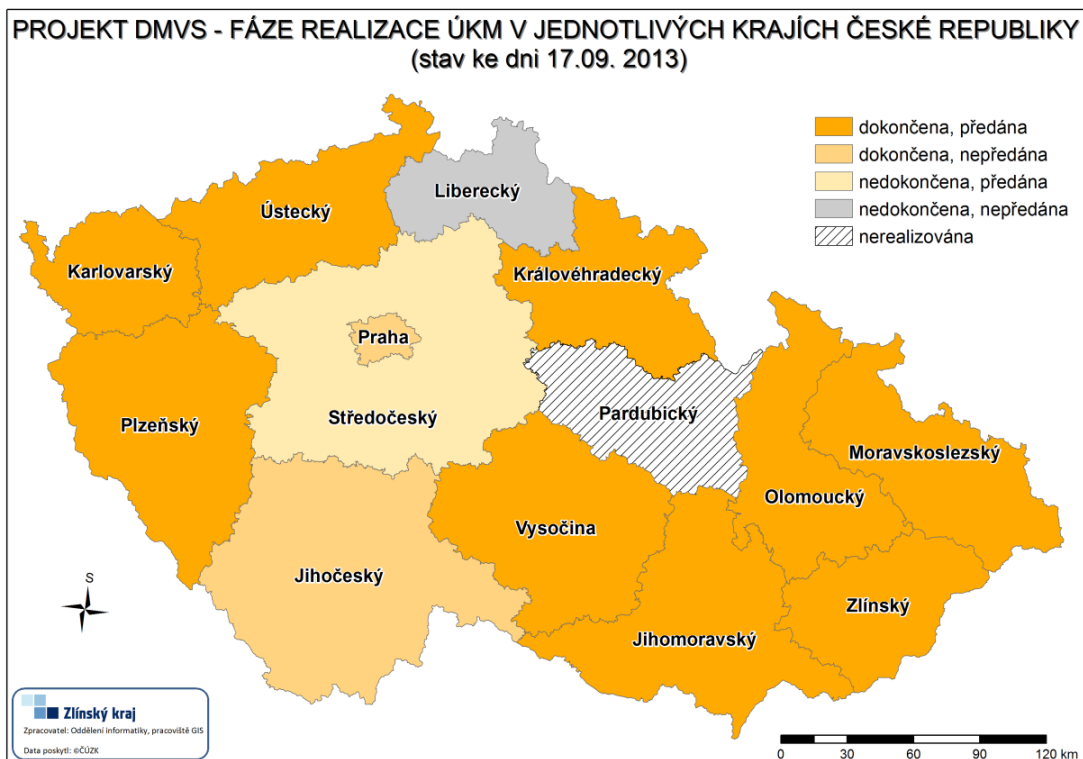 PROJEKT DMVS - FÁZE REALIZACE ÚKM V JEDNOTLIVÝCH KRAJÍCH ČESKÉ REPUBLIKY
(stav ke dni 17.09. 2013)
dokončena, předána
dokončena, nepředána
nedokončena, předána
nedokončena, nepředána
nerealizována
Liberecký
Ústecký
Karlovarský
Královéhradecký
Praha
Plzeňský
Středočeský
Pardubický
Moravskoslezský
Olomoucký
Vysočina
Jihočeský
Zlínský
Jihomoravský
S
Zlínský kraj
Zpracovatel: Oddělení informatiky, pracoviště GIS
Data poskytl: ©ČÚZK
0 15 30 60 90 120 km